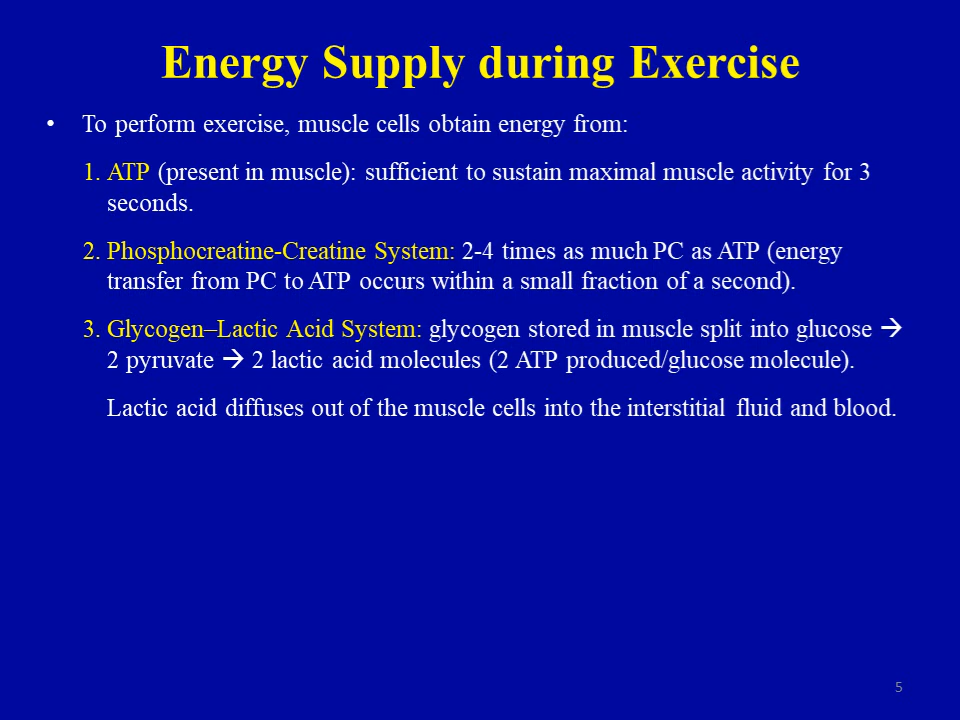 Energy Supply during Exercise
• To perform exercise, muscle cells obtain energy from:
1. ATP (present in muscle): sufficient to sustain maximal muscle activity for 3
seconds.
2. Phosphocreatine-Creatine System: 2-4 times as much PC as ATP (energy
transfer from PC to ATP occurs within a small fraction of a second).
3. Glycogen–Lactic Acid System: glycogen stored in muscle split into glucose →
2 pyruvate → 2 lactic acid molecules (2 ATP produced/glucose molecule).
Lactic acid diffuses out of the muscle cells into the interstitial fluid and blood.
5